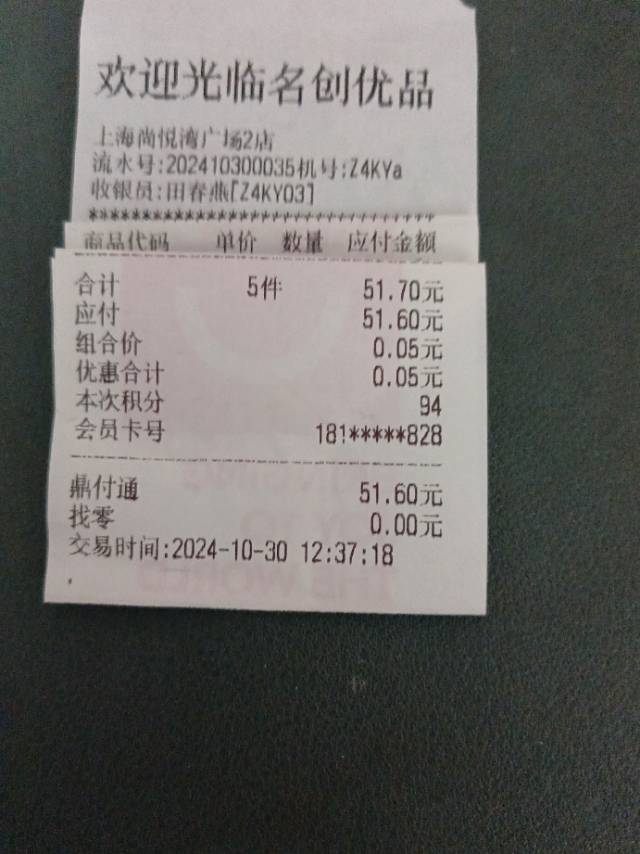 欢迎光临名创优品
上海尚悦湾广场2店
流水号:202410300035机号:Z4KYa
收银员:田春燕[Z4KY03]
商品代码 单价 数量 应付金额
合计 5件 51.70元
应付 51.60元
组合价 0.05元
优惠合计 0.05元
本次积分 94
会员卡号 181*****828
鼎付通 51.60元
找零 0.00元
交易时间:2024-10-30 12:37:18